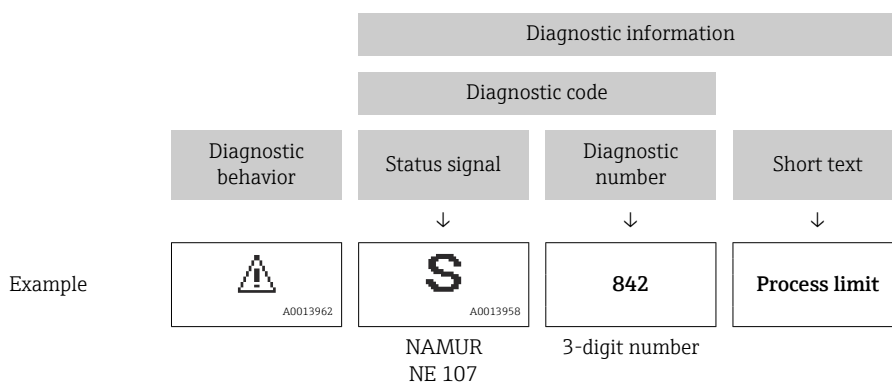 Diagnostic information
Diagnostic code
Diagnostic
behavior
Status signal
Diagnostic
number
Short text
↓ ↓ ↓
Example
A0013962
S
A0013958
842
Process limit
NAMUR
NE 107
3-digit number